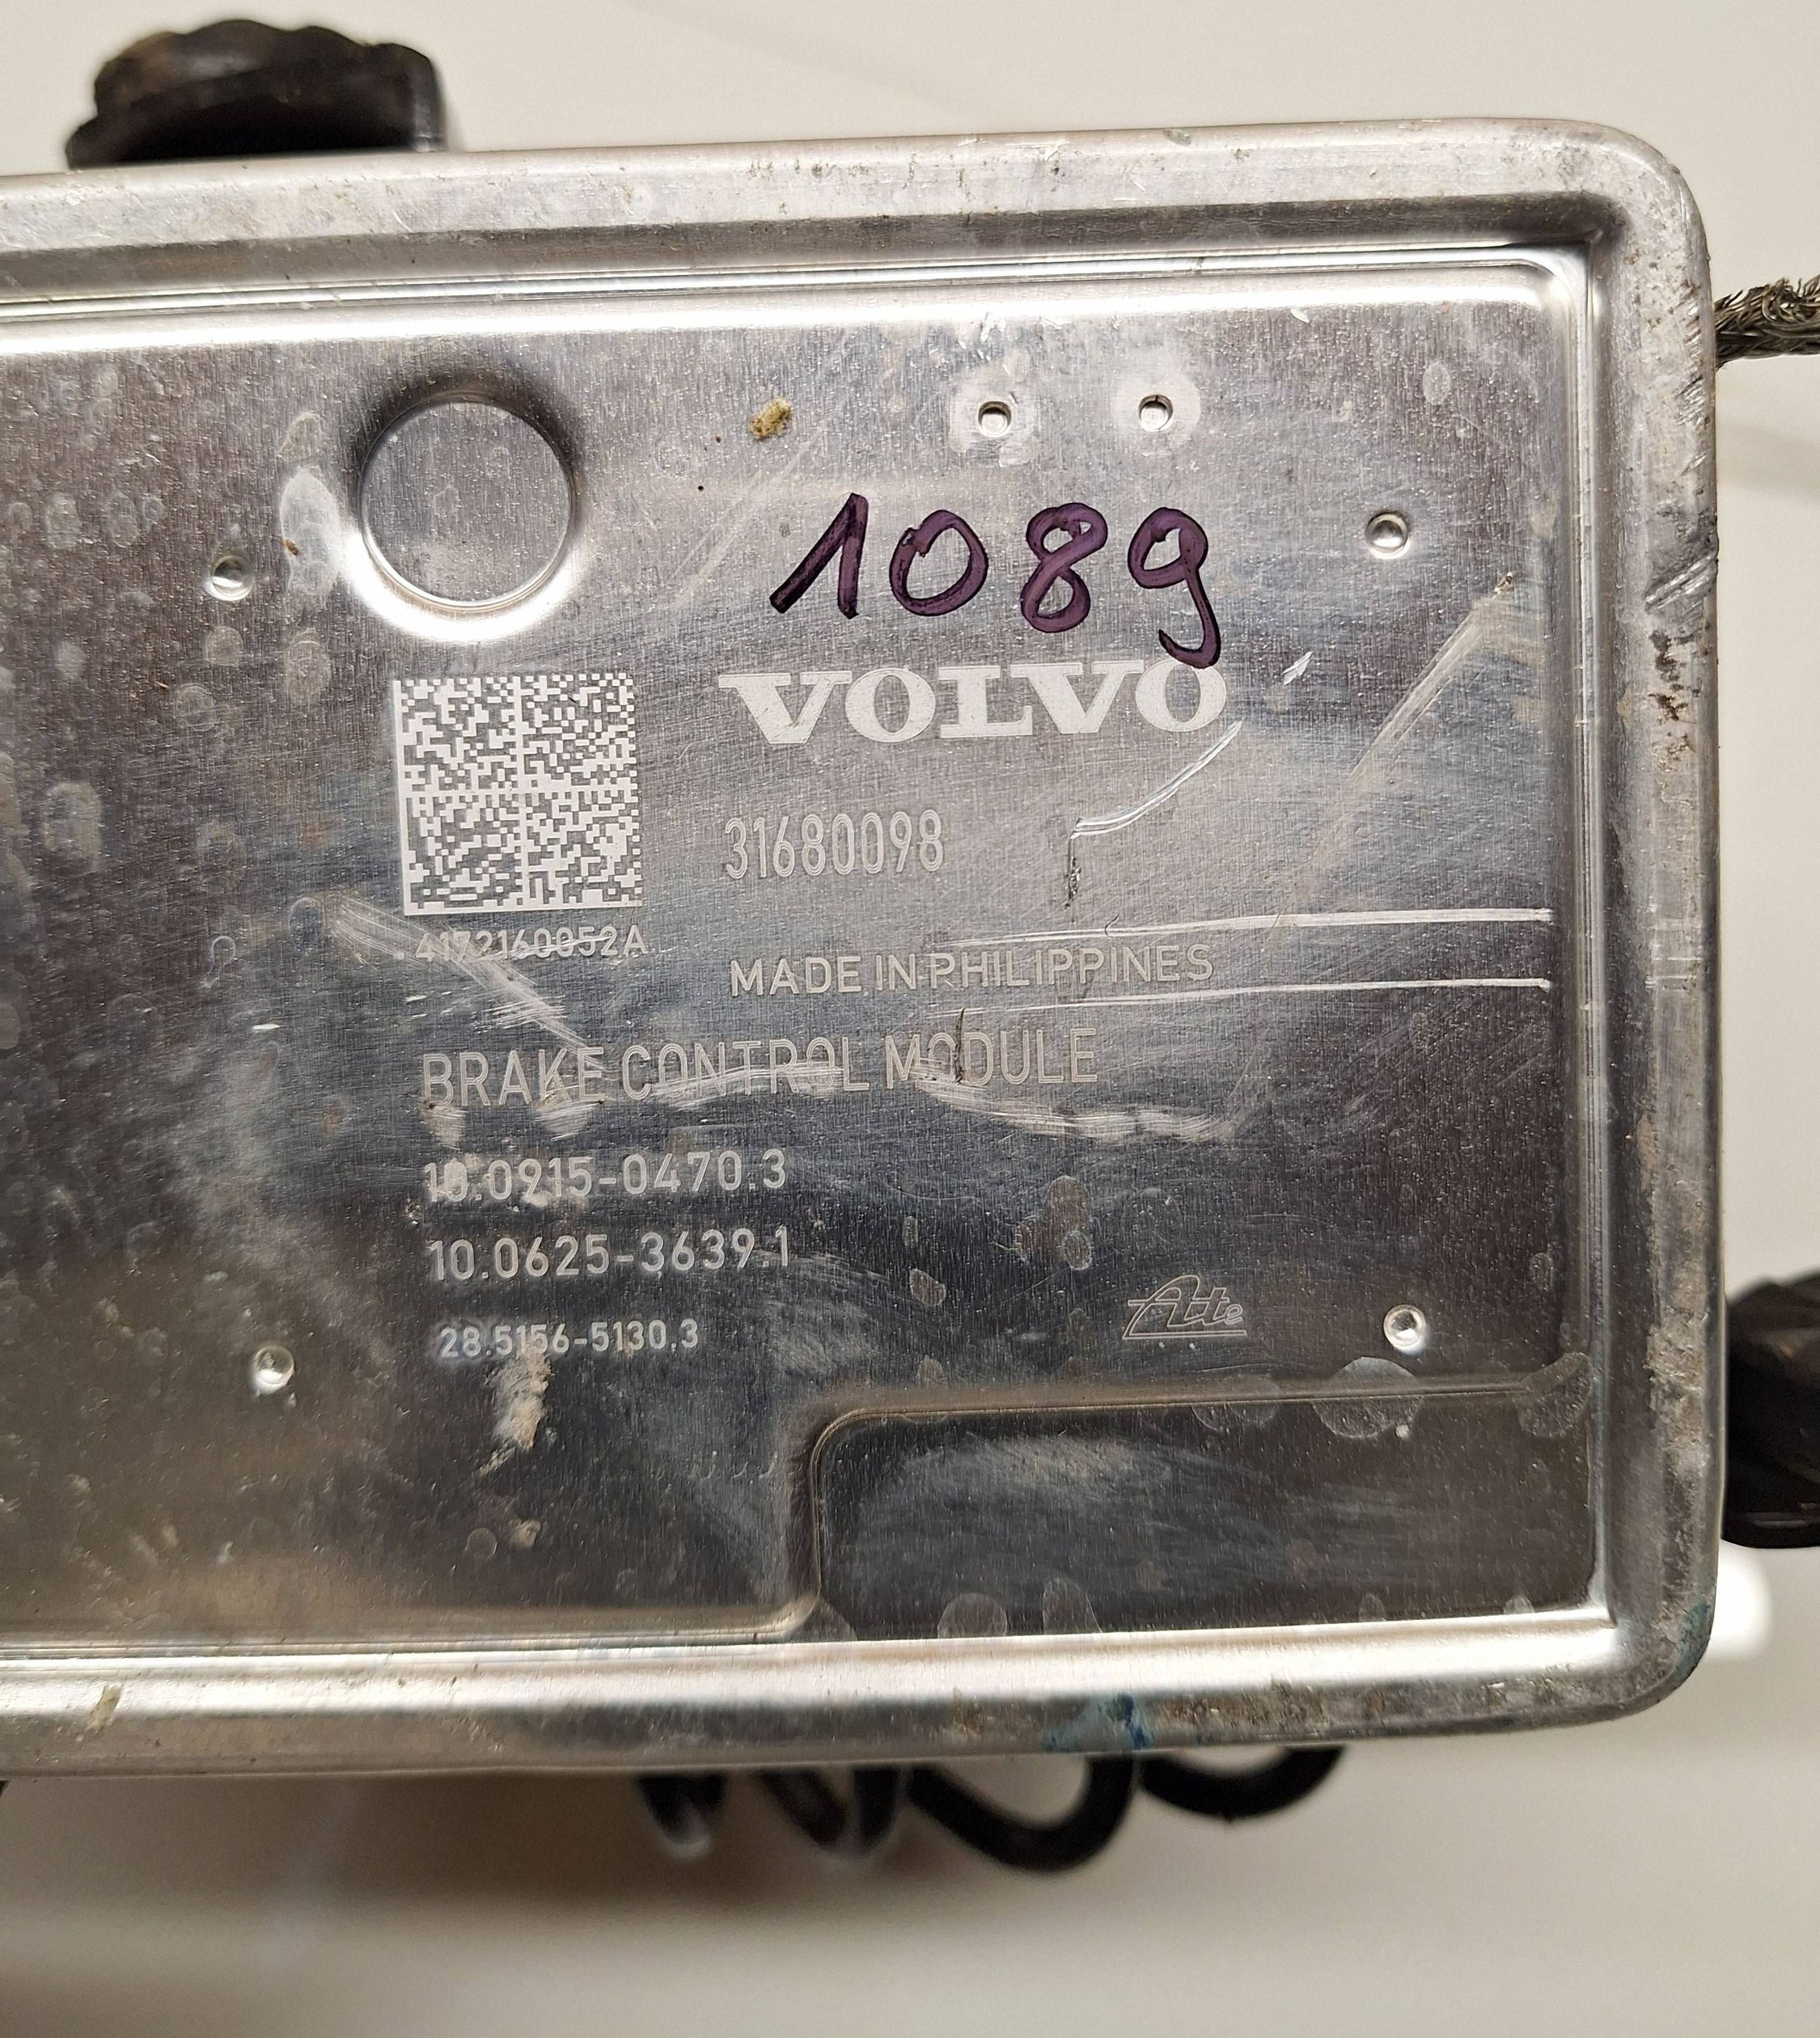 1089
VOLVO
31680098
4172160052A
MADE IN PHILIPPINES
BRAKE CONTROL MODULE
10.0915-0470.3
10.0625-3639.1
28.5156-5130.3
Ate